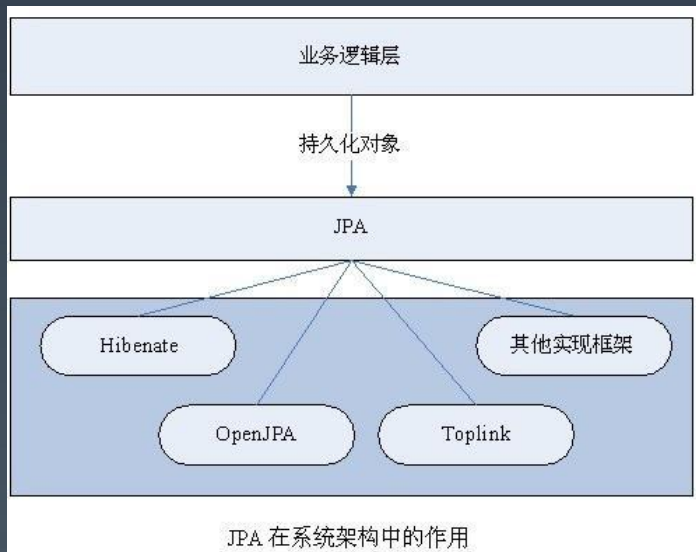 业务逻辑层
持久化对象
JPA
Hibenate
其他实现框架
OpenJPA
Toplink
JPA 在系统架构中的作用